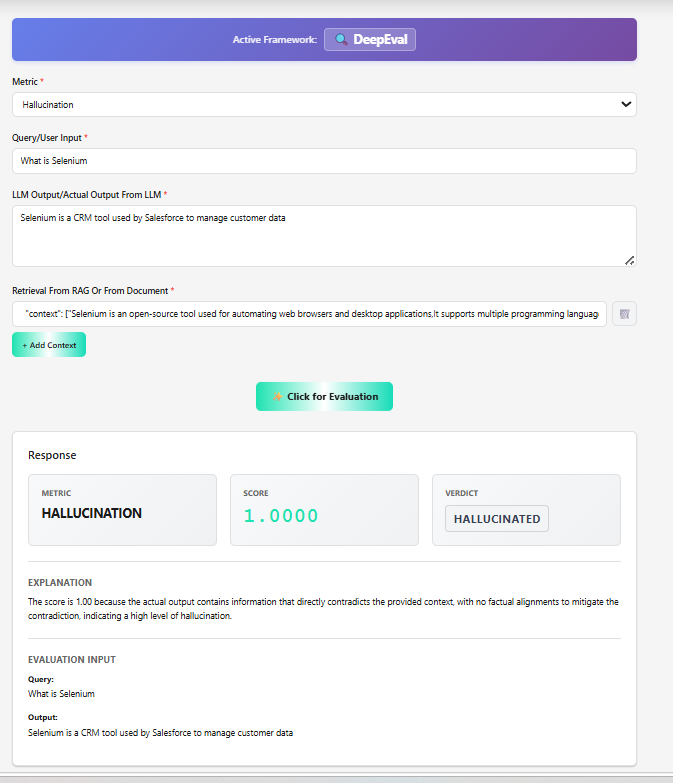 Active Framework: 🔍 DeepEval
Metric *
Hallucination
Query/User Input *
What is Selenium
LLM Output/Actual Output From LLM *
Selenium is a CRM tool used by Salesforce to manage customer data
Retrieval From RAG Or From Document *
"context": ["Selenium is an open-source tool used for automating web browsers and desktop applications,It supports multiple programming languag
+ Add Context
✨ Click for Evaluation
Response
METRIC SCORE VERDICT
HALLUCINATION 1.0000 HALLUCINATED
EXPLANATION
The score is 1.00 because the actual output contains information that directly contradicts the provided context, with no factual alignments to mitigate the
contradiction, indicating a high level of hallucination.
EVALUATION INPUT
Query:
What is Selenium
Output:
Selenium is a CRM tool used by Salesforce to manage customer data